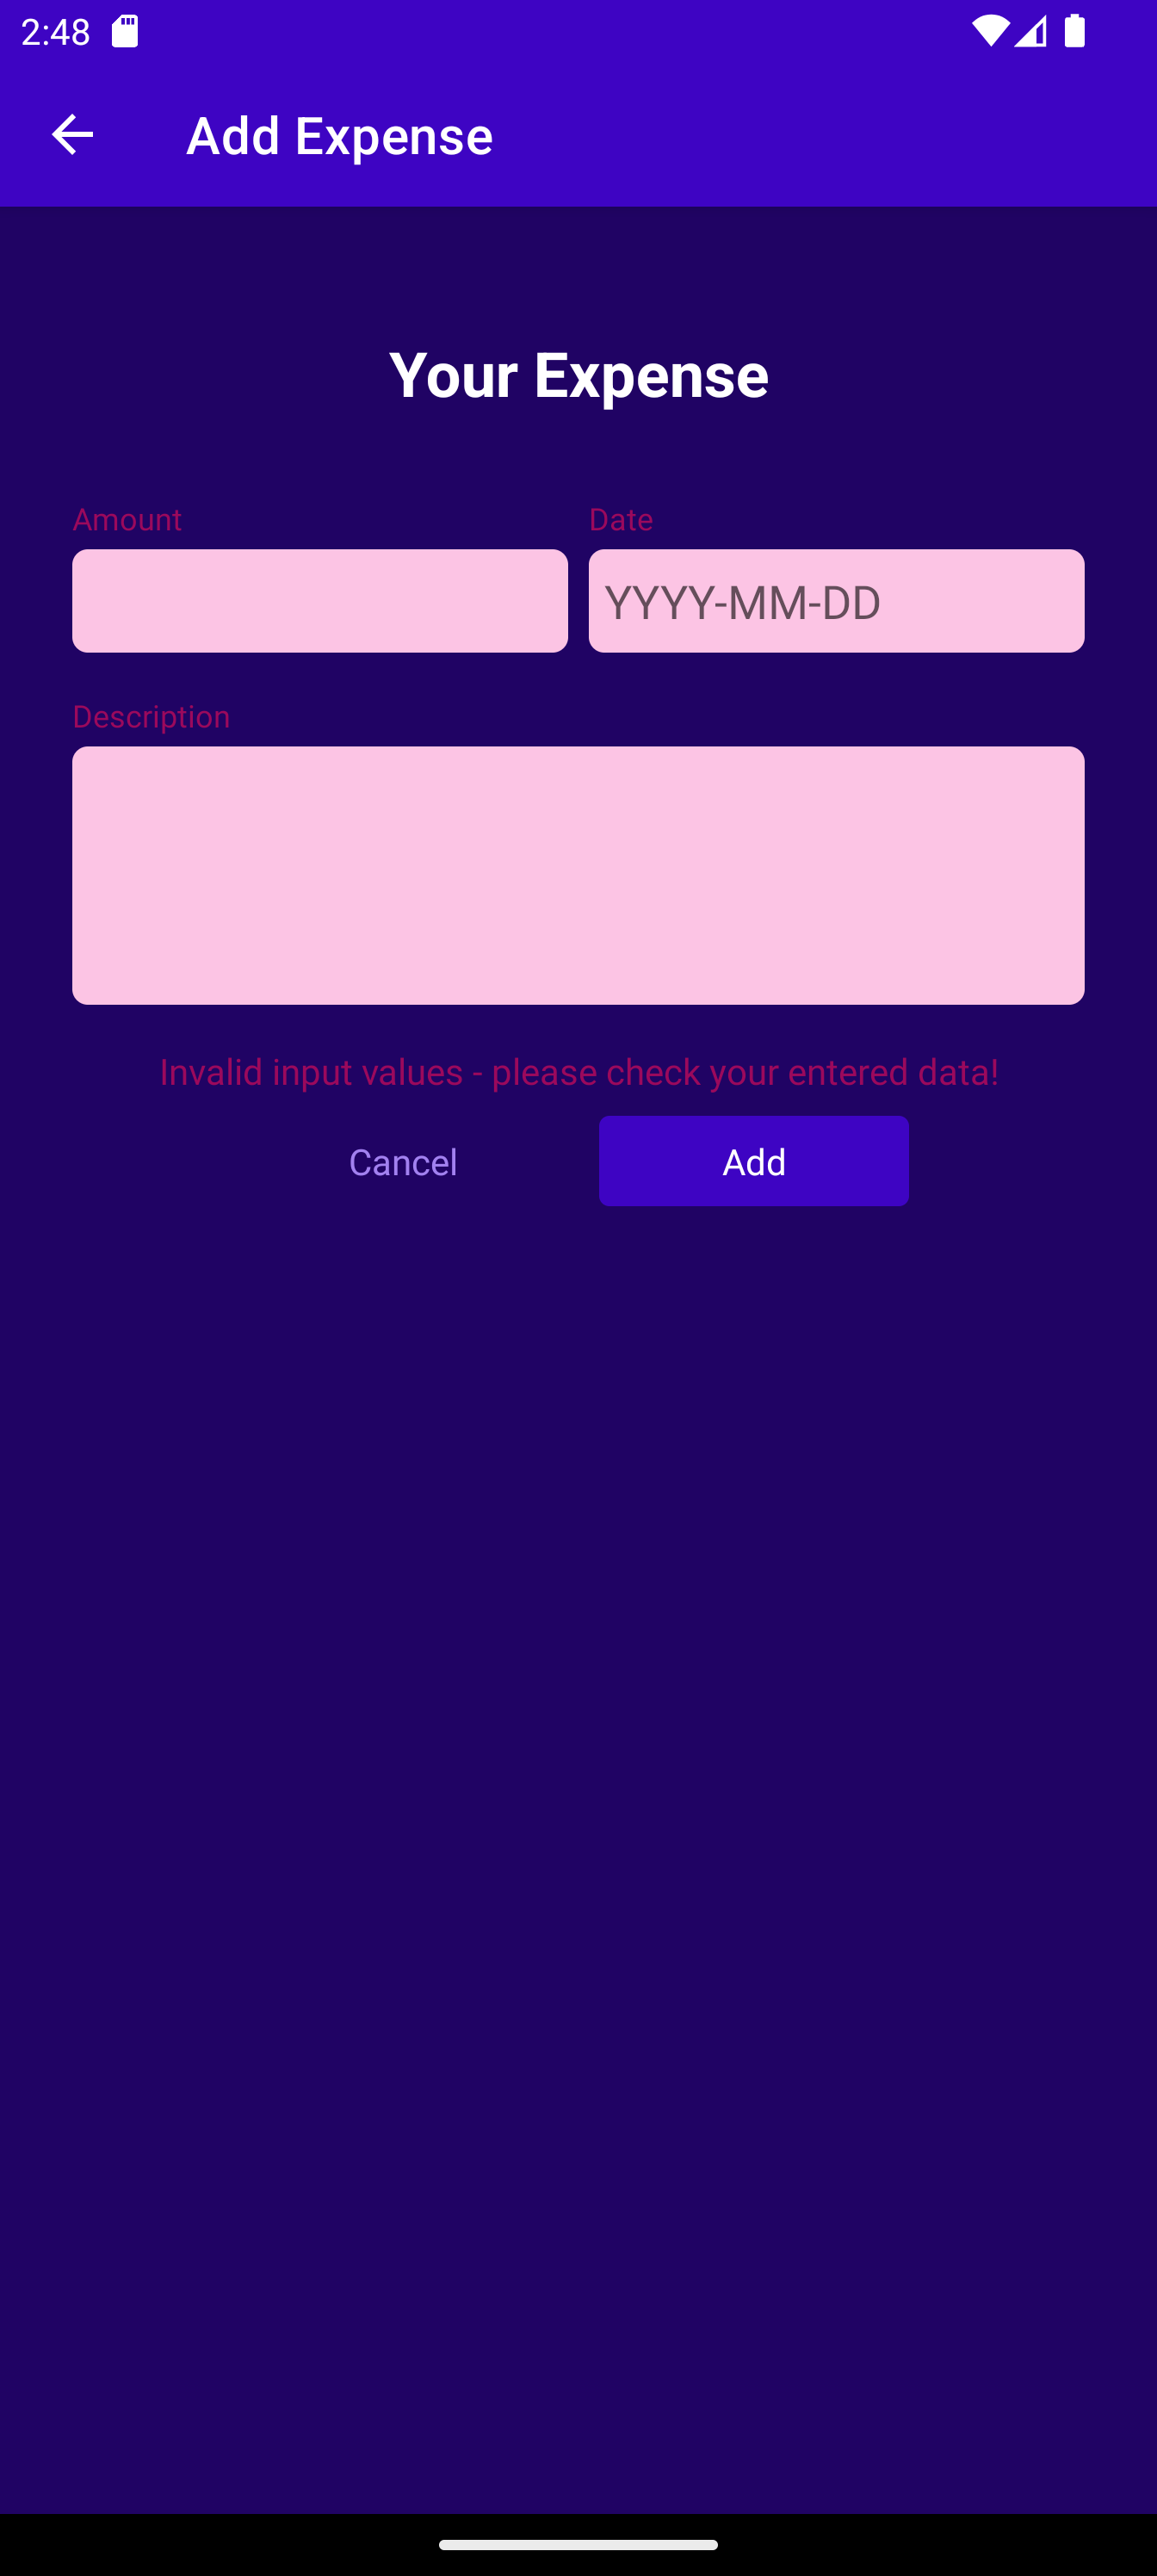 2:48
Add Expense
Your Expense
Amount Date
YYYY-MM-DD
Description
Invalid input values - please check your entered data!
Cancel Add